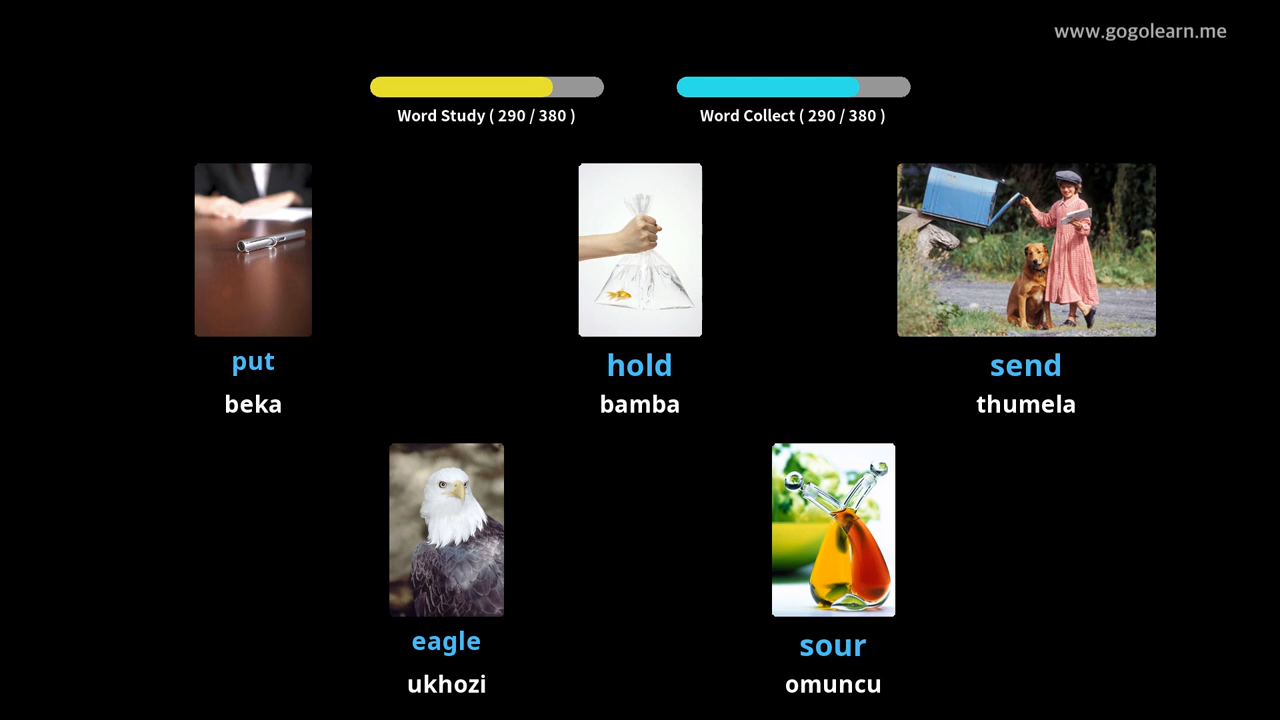 www.gogolearn.me
Word Study ( 290 / 380 )
Word Collect ( 290 / 380 )
put
hold
send
beka
bamba
thumela
eagle
sour
ukhozi
omuncu